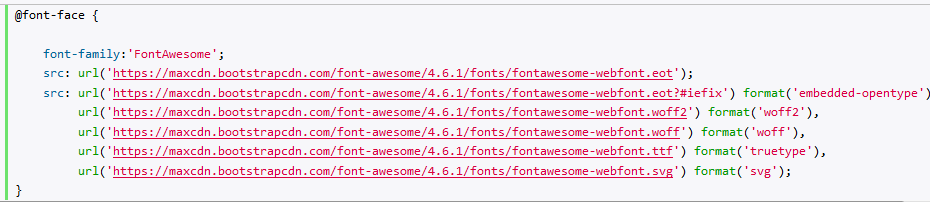 @font-face {
font-family:'FontAwesome';
src: url('https://maxcdn.bootstrapcdn.com/font-awesome/4.6.1/fonts/fontawesome-webfont.eot');
src: url('https://maxcdn.bootstrapcdn.com/font-awesome/4.6.1/fonts/fontawesome-webfont.eot?#iefix') format('embedded-opentype')
url('https://maxcdn.bootstrapcdn.com/font-awesome/4.6.1/fonts/fontawesome-webfont.woff2') format('woff2'),
url('https://maxcdn.bootstrapcdn.com/font-awesome/4.6.1/fonts/fontawesome-webfont.woff') format('woff'),
url('https://maxcdn.bootstrapcdn.com/font-awesome/4.6.1/fonts/fontawesome-webfont.ttf') format('truetype'),
url('https://maxcdn.bootstrapcdn.com/font-awesome/4.6.1/fonts/fontawesome-webfont.svg') format('svg');
}